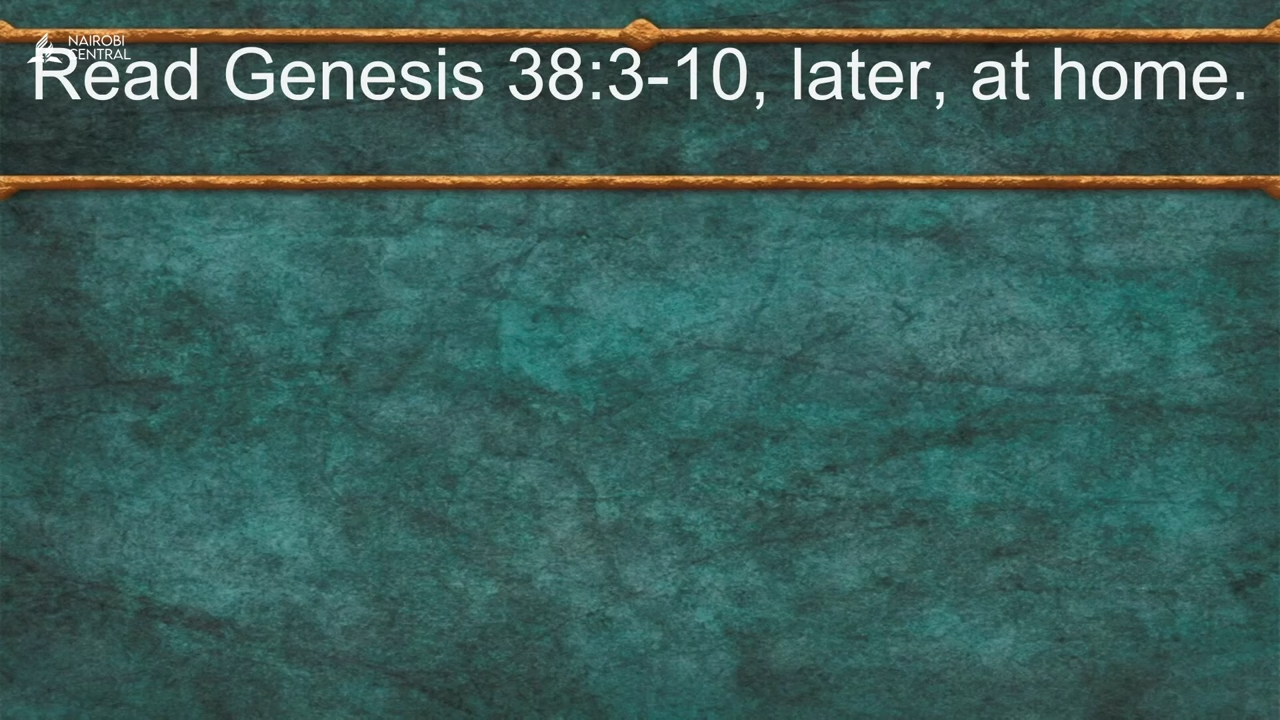 NAIROBI
CENTRAL
Read Genesis 38:3-10, later, at home.